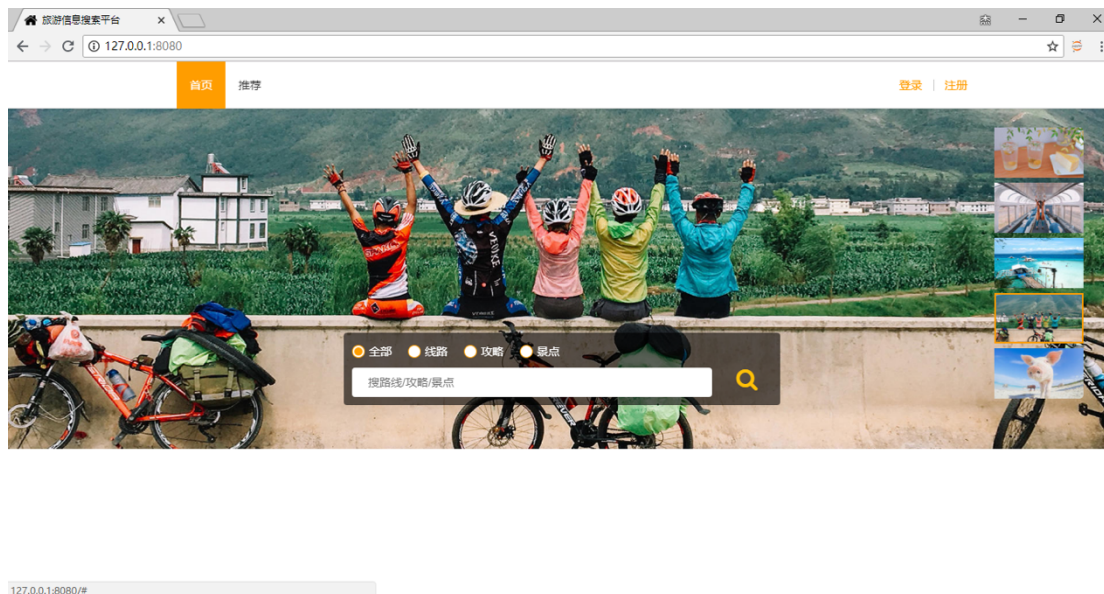 旅游信息搜索平台
127.0.0.1:8080
首页 推荐 登录 | 注册
全部 线路 攻略 景点
搜路线/攻略/景点
127.0.0.1:8080/#